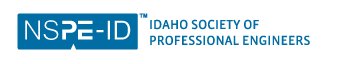 NSPE-ID™ IDAHO SOCIETY OF
PROFESSIONAL ENGINEERS